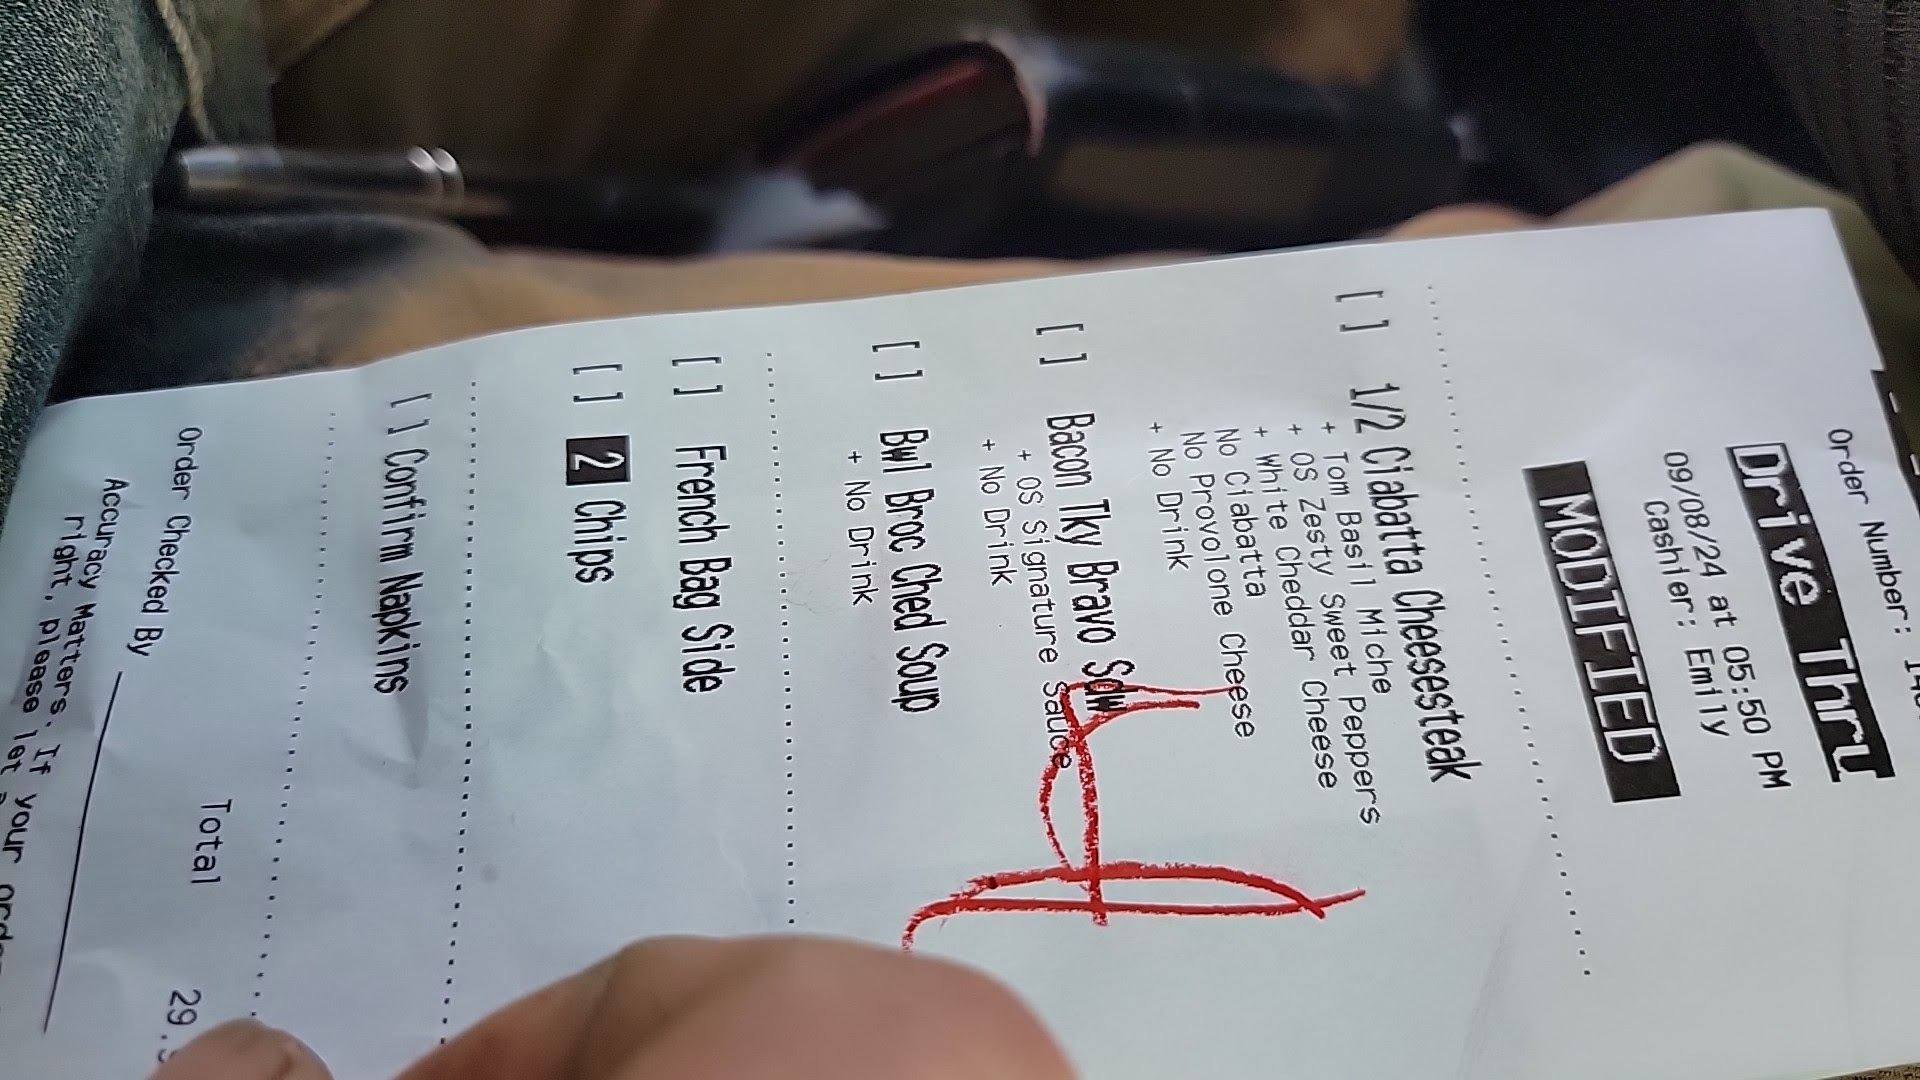 Order Number:
Drive Thru
09/08/24 at 05:50 PM
Cashier: Emily
MODIFIED
[ ] 1/2 Ciabatta Cheesesteak
+ Tom Basil Miche
+ OS Zesty Sweet Peppers
+ White Cheddar Cheese
No Ciabatta
No Provolone Cheese
+ No Drink
[ ] Bacon Tky Bravo Sdw
+ OS Signature Sauce
+ No Drink
[ ] Bwl Broc Ched Soup
+ No Drink
[ ] French Bag Side
[ ] 2 Chips
[ ] Confirm Napkins
Total 29.
Order Checked By
Accuracy Matters. If your
right, please let